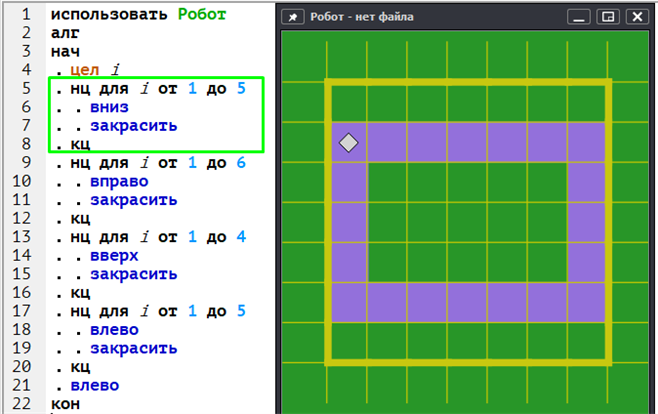 1 использовать Робот
2 алг
3 нач
4 . цел i
5 . нц для i от 1 до 5
6 . . вниз
7 . . закрасить
8 . кц
9 . нц для i от 1 до 6
10 . . вправо
11 . . закрасить
12 . кц
13 . нц для i от 1 до 4
14 . . вверх
15 . . закрасить
16 . кц
17 . нц для i от 1 до 5
18 . . влево
19 . . закрасить
20 . кц
21 . влево
22 кон
Робот - нет файла